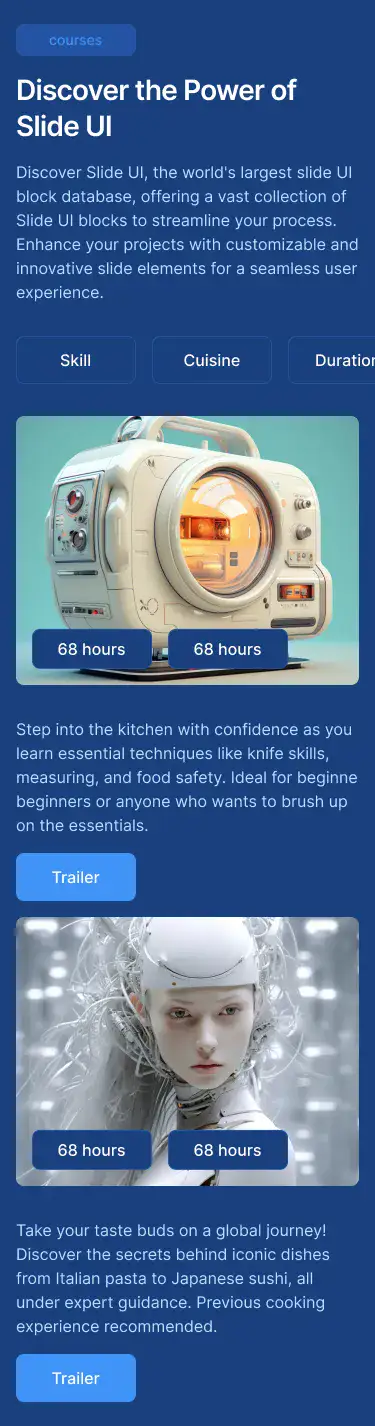 courses
Discover the Power of
Slide UI
Discover Slide UI, the world's largest slide UI
block database, offering a vast collection of
Slide UI blocks to streamline your process.
Enhance your projects with customizable and
innovative slide elements for a seamless user
experience.
Skill
Cuisine
Duration
68 hours
68 hours
Step into the kitchen with confidence as you
learn essential techniques like knife skills,
measuring, and food safety. Ideal for beginne
beginners or anyone who wants to brush up
on the essentials.
Trailer
68 hours
68 hours
Take your taste buds on a global journey!
Discover the secrets behind iconic dishes
from Italian pasta to Japanese sushi, all
under expert guidance. Previous cooking
experience recommended.
Trailer